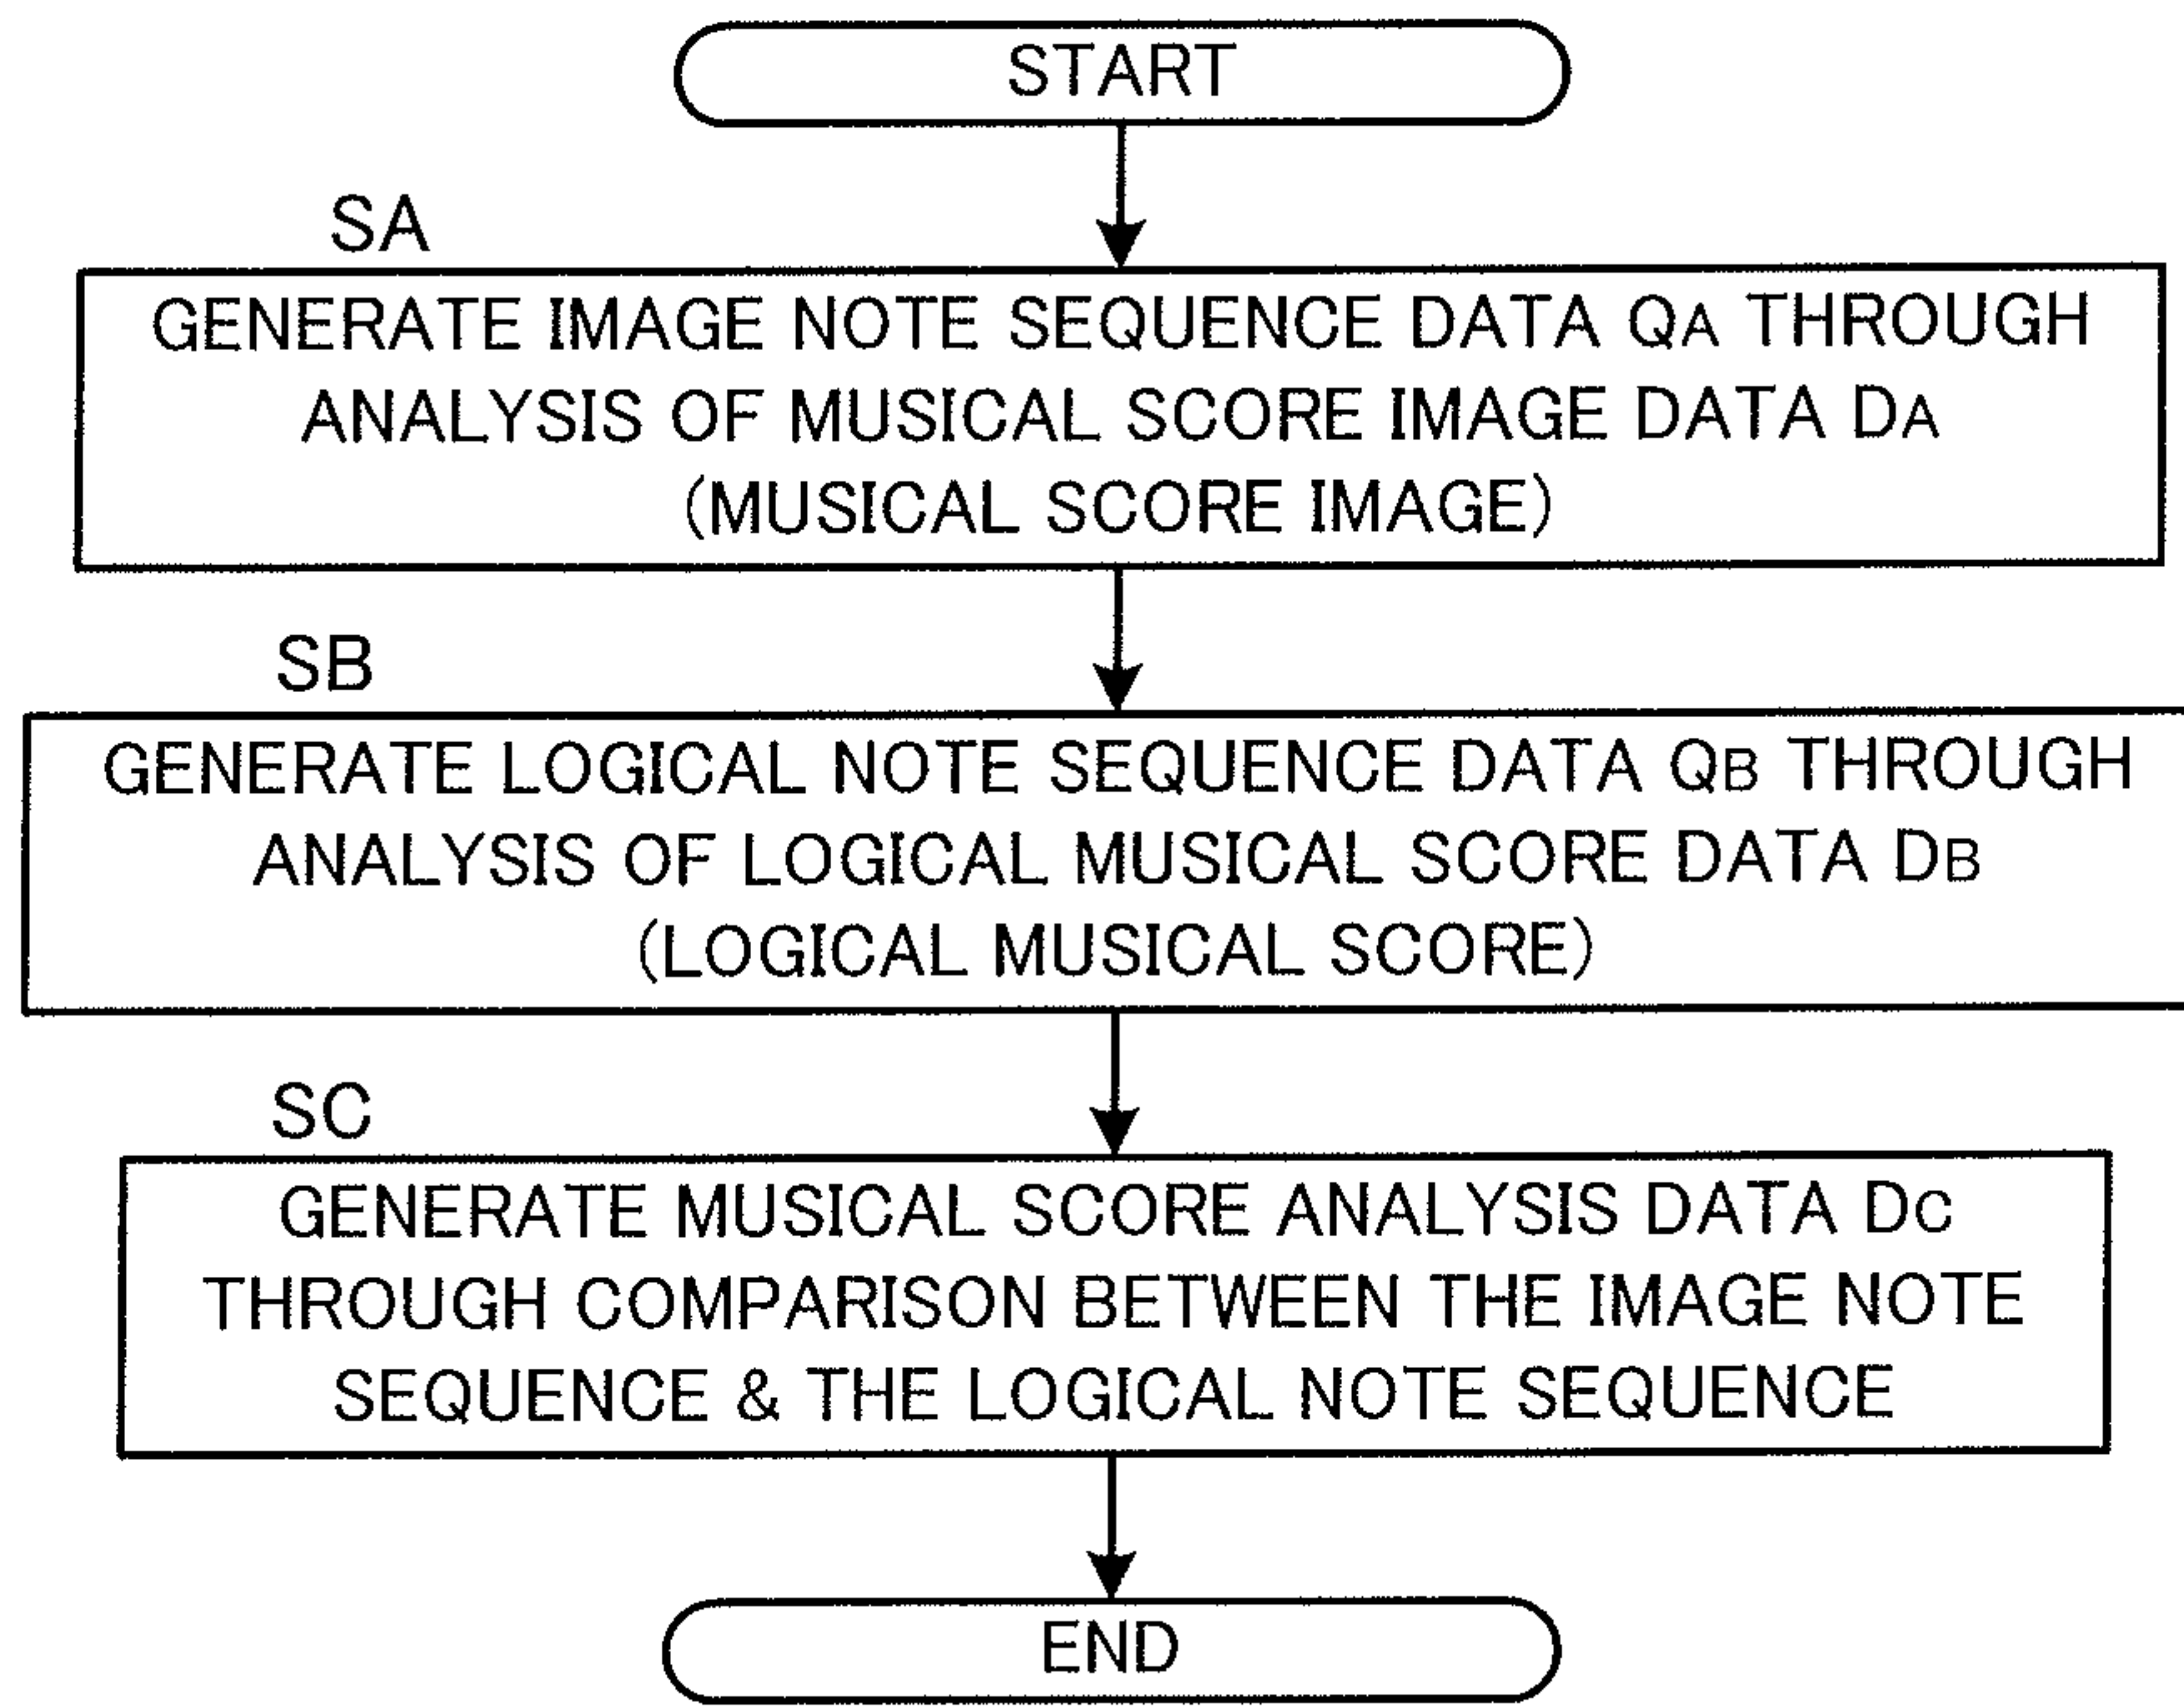 START
SA
GENERATE IMAGE NOTE SEQUENCE DATA QA THROUGH
ANALYSIS OF MUSICAL SCORE IMAGE DATA DA
(MUSICAL SCORE IMAGE)
SB
GENERATE LOGICAL NOTE SEQUENCE DATA QB THROUGH
ANALYSIS OF LOGICAL MUSICAL SCORE DATA DB
(LOGICAL MUSICAL SCORE)
SC
GENERATE MUSICAL SCORE ANALYSIS DATA DC
THROUGH COMPARISON BETWEEN THE IMAGE NOTE
SEQUENCE & THE LOGICAL NOTE SEQUENCE
END